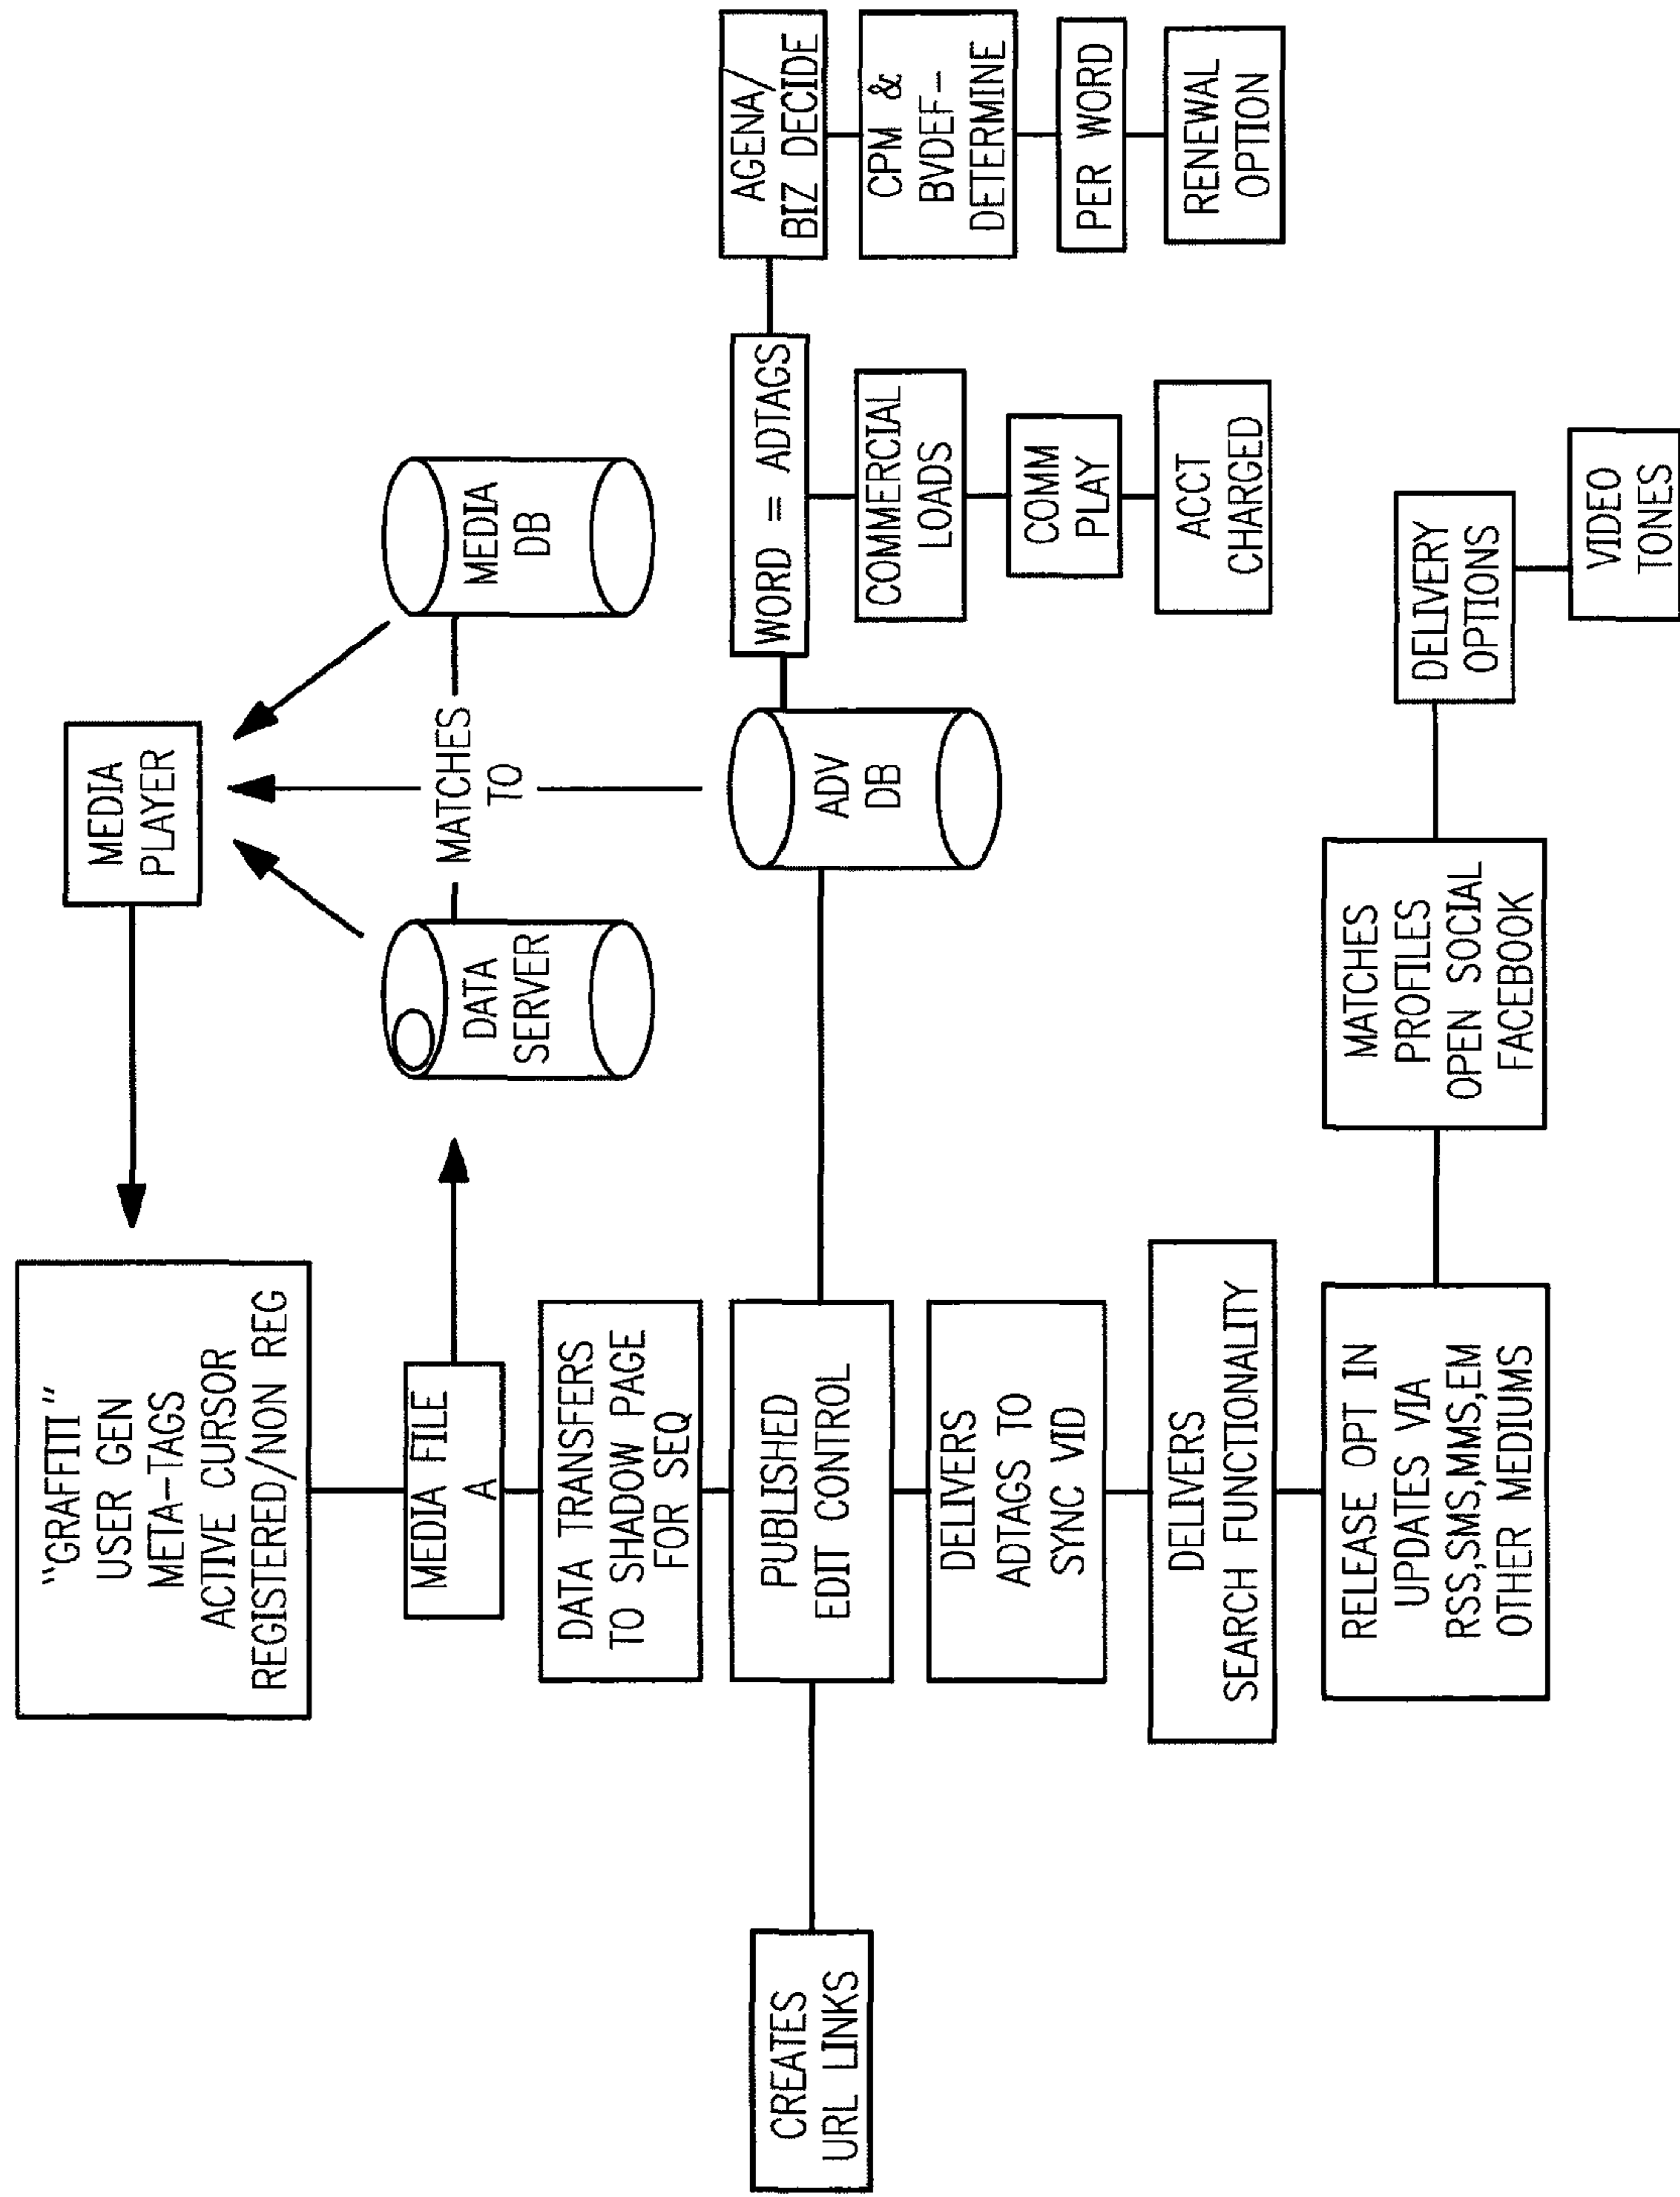 "GRAFFITI"
USER GEN
META-TAGS
ACTIVE CURSOR
REGISTERED/NON REG
MEDIA
PLAYER
MEDIA FILE
A
DATA
SERVER
MATCHES
TO
MEDIA
DB
DATA TRANSFERS
TO SHADOW PAGE
FOR SEQ
CREATES
URL LINKS
PUBLISHED
EDIT CONTROL
ADV
DB
WORD = ADTAGS
AGENA/
BIZ DECIDE
COMMERCIAL
LOADS
CPM &
BVDEF-
DETERMINE
COMM
PLAY
PER WORD
ACCT
CHARGED
RENEWAL
OPTION
DELIVERS
ADTAGS TO
SYNC VID
DELIVERS
SEARCH FUNCTIONALITY
RELEASE OPT IN
UPDATES VIA
RSS,SMS,MMS,EM
OTHER MEDIUMS
MATCHES
PROFILES
OPEN SOCIAL
FACEBOOK
DELIVERY
OPTIONS
VIDEO
TONES